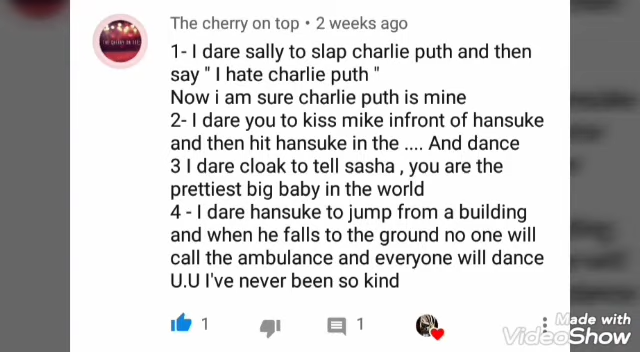 The cherry on top • 2 weeks ago
1- I dare sally to slap charlie puth and then
say " I hate charlie puth "
Now i am sure charlie puth is mine
2- I dare you to kiss mike infront of hansuke
and then hit hansuke in the .... And dance
3 I dare cloak to tell sasha , you are the
prettiest big baby in the world
4 - I dare hansuke to jump from a building
and when he falls to the ground no one will
call the ambulance and everyone will dance
U.U I've never been so kind
1
1
Made with
VideoShow